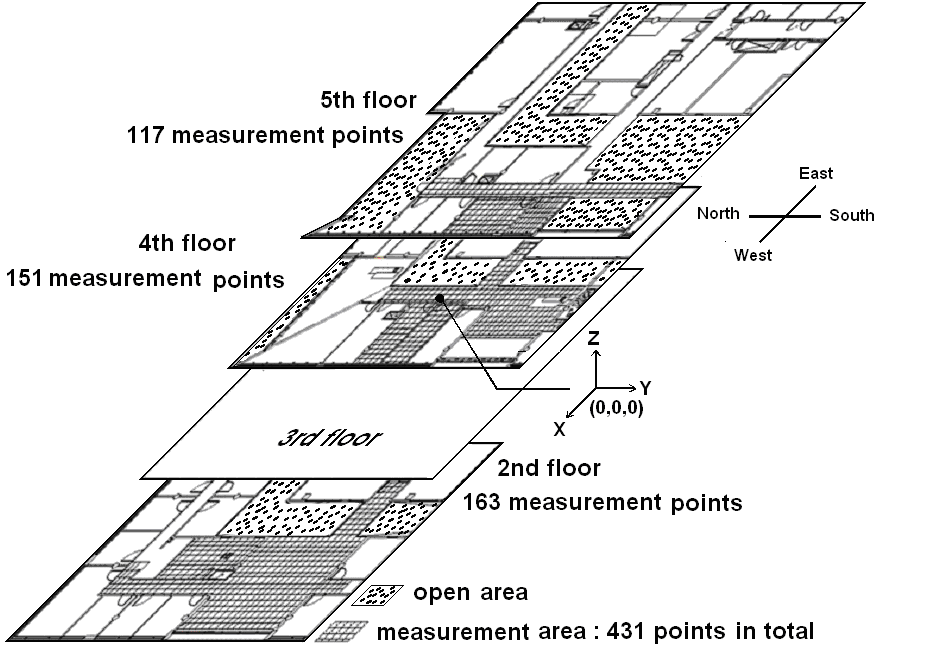 5th floor
117 measurement points
East
North
South
West
4th floor
151 measurement points
Z
Y
(0,0,0)
X
3rd floor
2nd floor
163 measurement points
open area
measurement area : 431 points in total